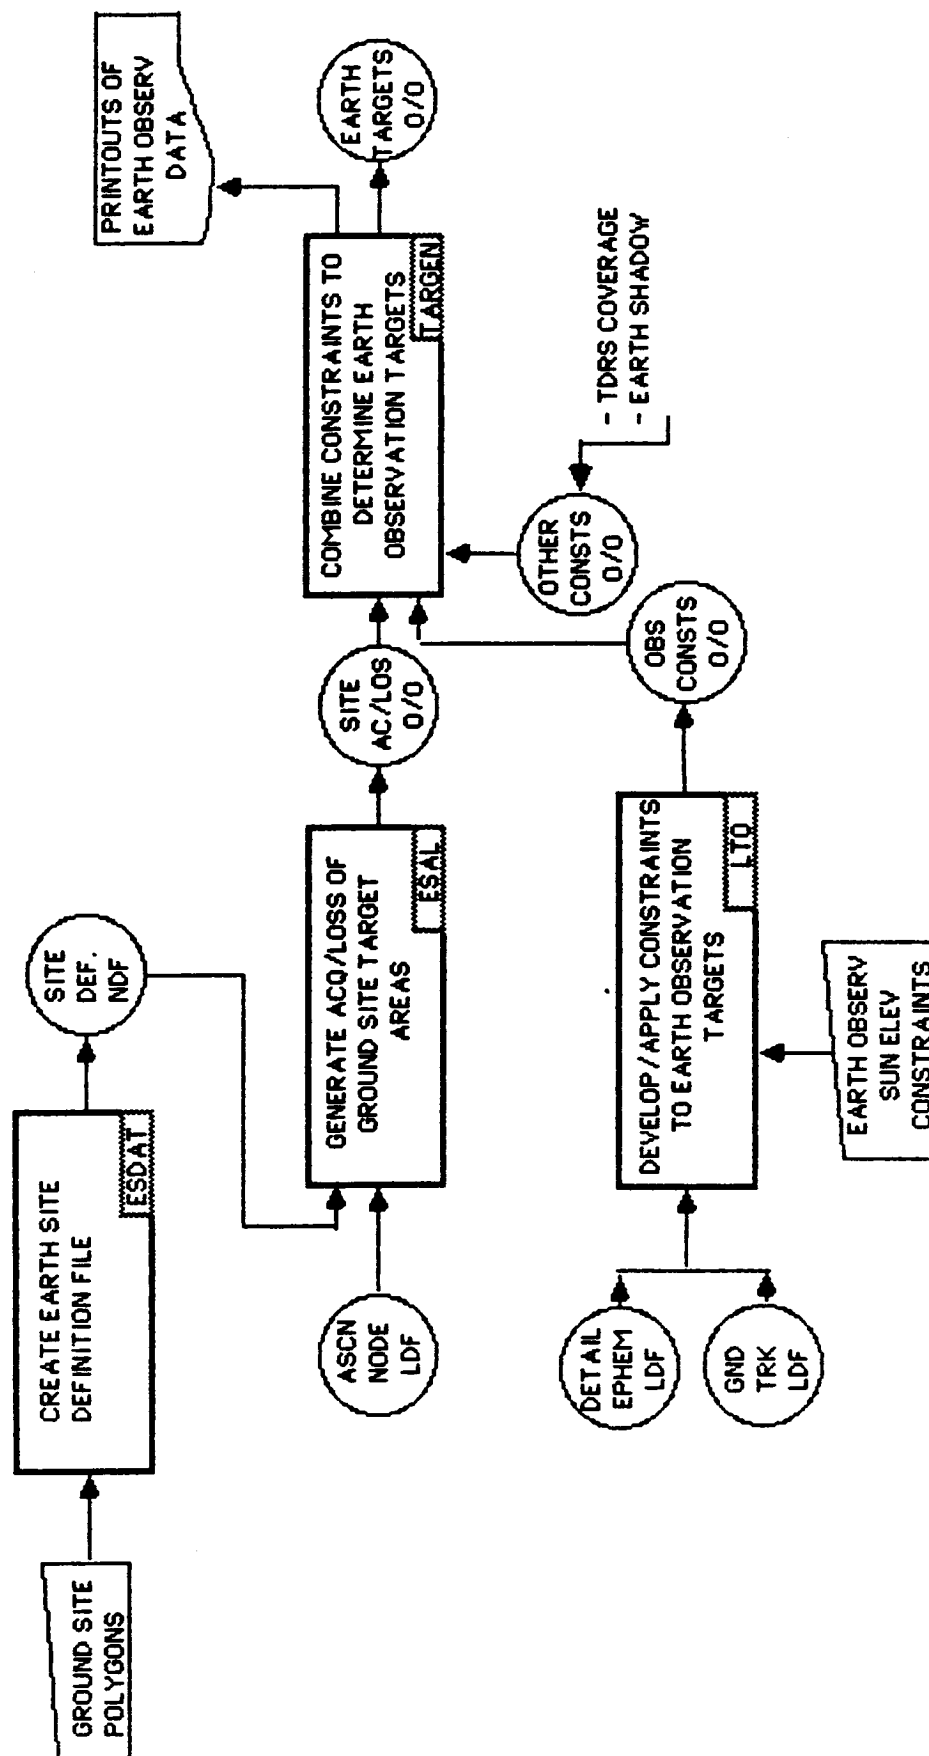 GROUND SITE
POLYGONS
CREATE EARTH SITE
DEFINITION FILE
ESDAT
SITE
DEF.
NDF
ASCN
NODE
LDF
GENERATE ACQ/LOSS OF
GROUND SITE TARGET
AREAS
ESAL
SITE
AC/LOS
O/O
COMBINE CONSTRAINTS TO
DETERMINE EARTH
OBSERVATION TARGETS
TARGEN
PRINTOUTS OF
EARTH OBSERV
DATA
EARTH
TARGETS
O/O
DETAIL
EPHEM
LDF
GND
TRK
LDF
DEVELOP/APPLY CONSTRAINTS
TO EARTH OBSERVATION
TARGETS
LTQ
EARTH OBSERV
SUN ELEV
CONSTRAINTS
OBS
CONSTS
O/O
OTHER
CONSTS
O/O
- TDRS COVERAGE
- EARTH SHADOW